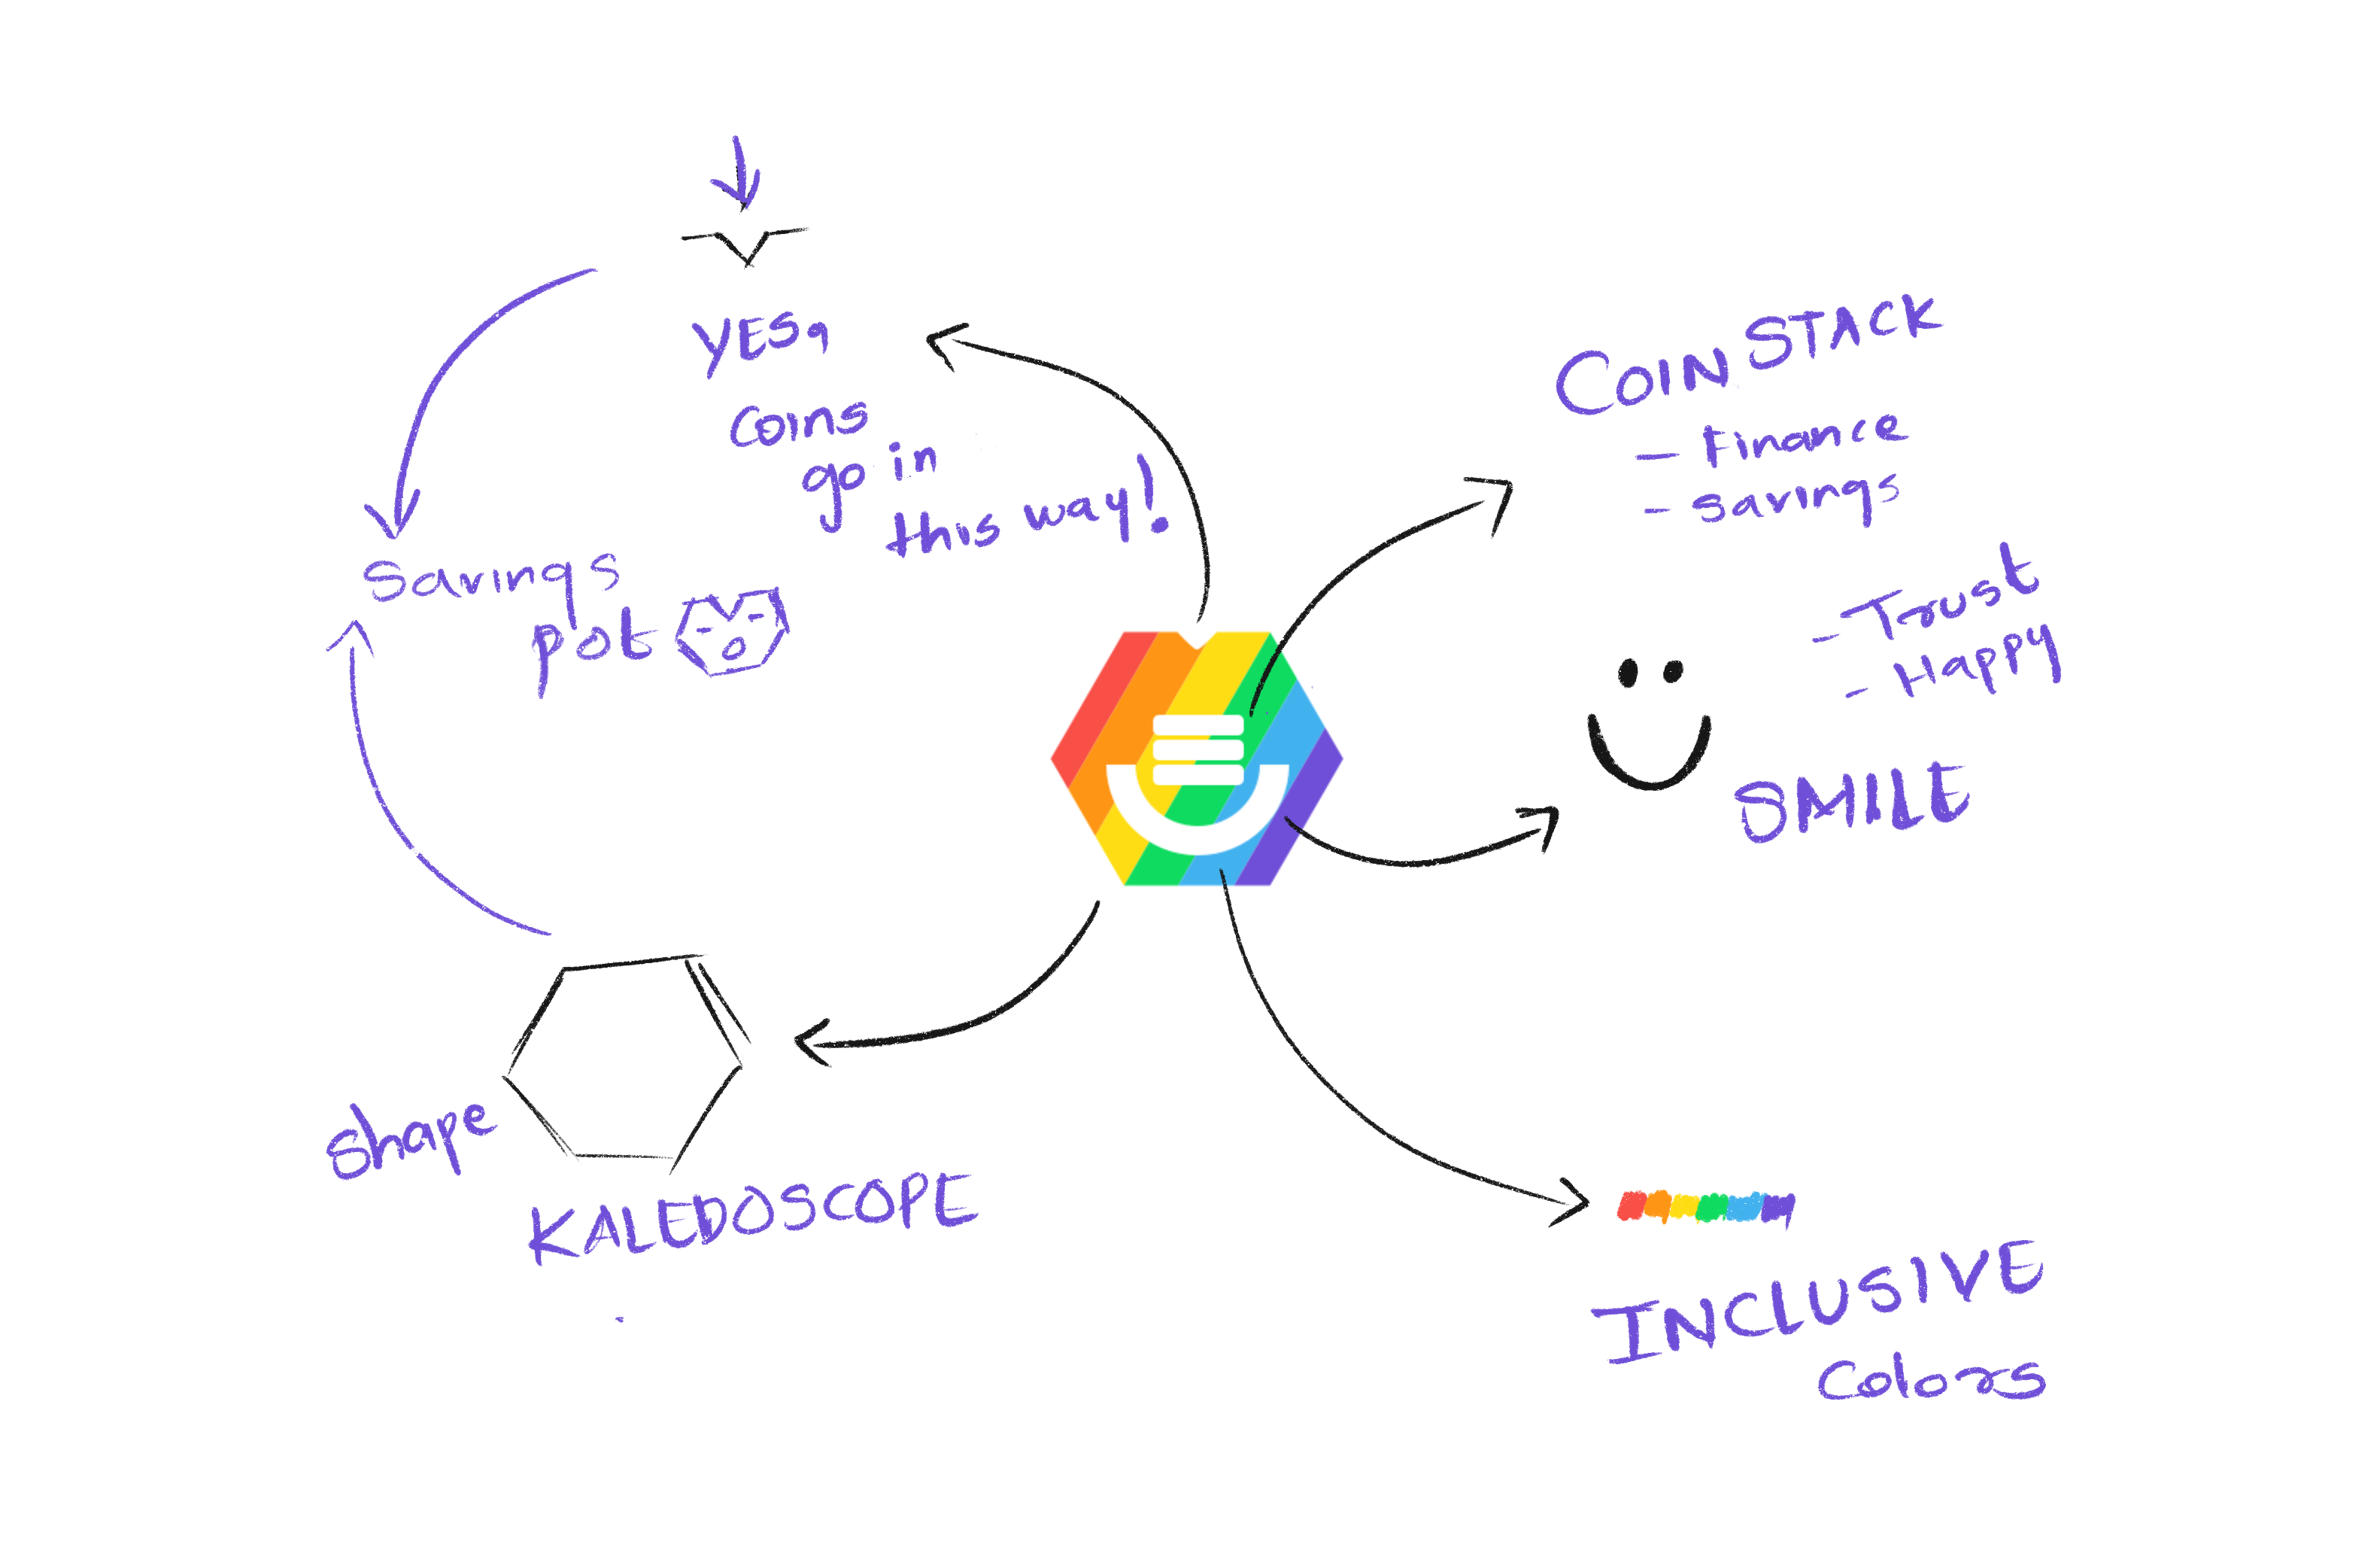 YES,
Coins
go in
this way!
Savings
pot
COIN STACK
- Finance
- savings
- Trust
- Happy
SMILE
shape
KALEDOSCOPE
INCLUSIVE
Colors